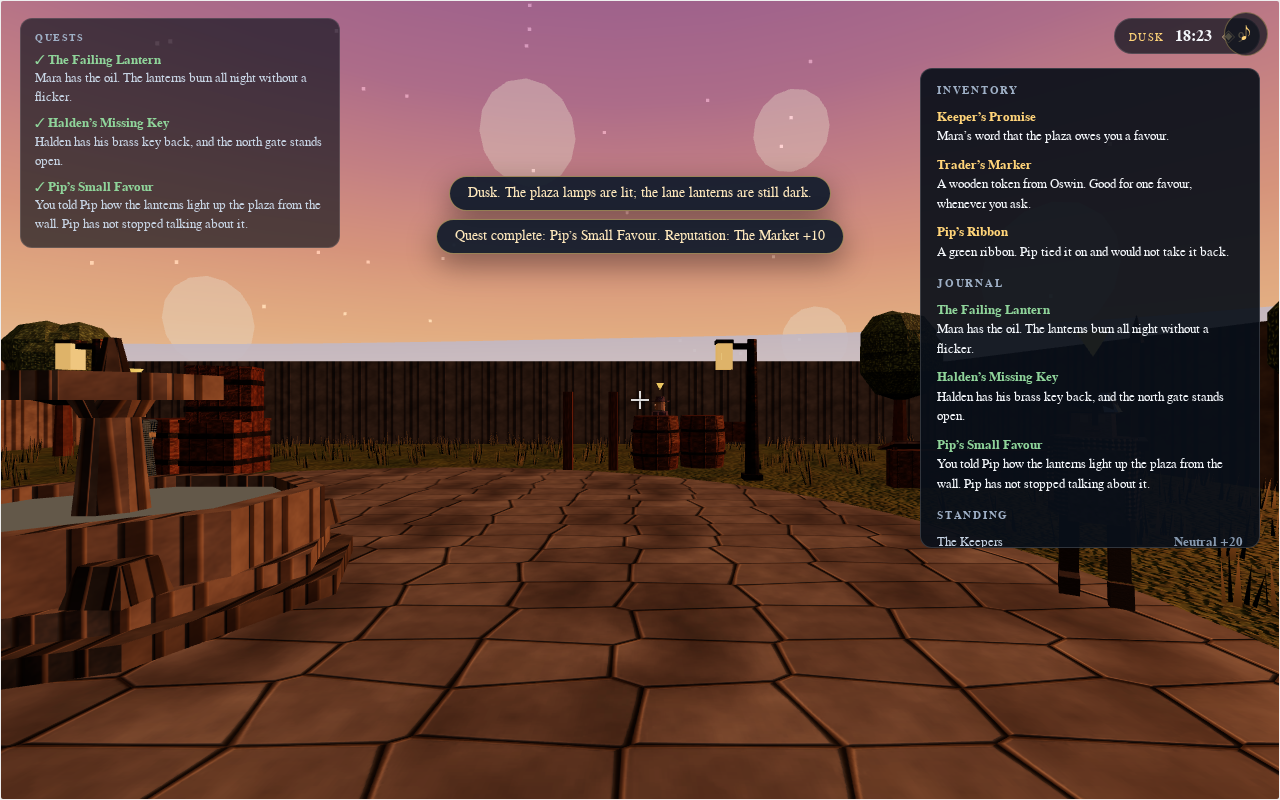 QUESTS
✓ The Failing Lantern
Mara has the oil. The lanterns burn all night without a
flicker.
✓ Halden's Missing Key
Halden has his brass key back, and the north gate stands
open.
✓ Pip's Small Favour
You told Pip how the lanterns light up the plaza from the
wall. Pip has not stopped talking about it.
Dusk. The plaza lamps are lit; the lane lanterns are still dark.
Quest complete: Pip's Small Favour. Reputation: The Market +10
DUSK 18:23
INVENTORY
Keeper's Promise
Mara's word that the plaza owes you a favour.
Trader's Marker
A wooden token from Oswin. Good for one favour,
whenever you ask.
Pip's Ribbon
A green ribbon. Pip tied it on and would not take it back.
JOURNAL
The Failing Lantern
Mara has the oil. The lanterns burn all night without a
flicker.
Halden's Missing Key
Halden has his brass key back, and the north gate stands
open.
Pip's Small Favour
You told Pip how the lanterns light up the plaza from the
wall. Pip has not stopped talking about it.
STANDING
The Keepers Neutral +20